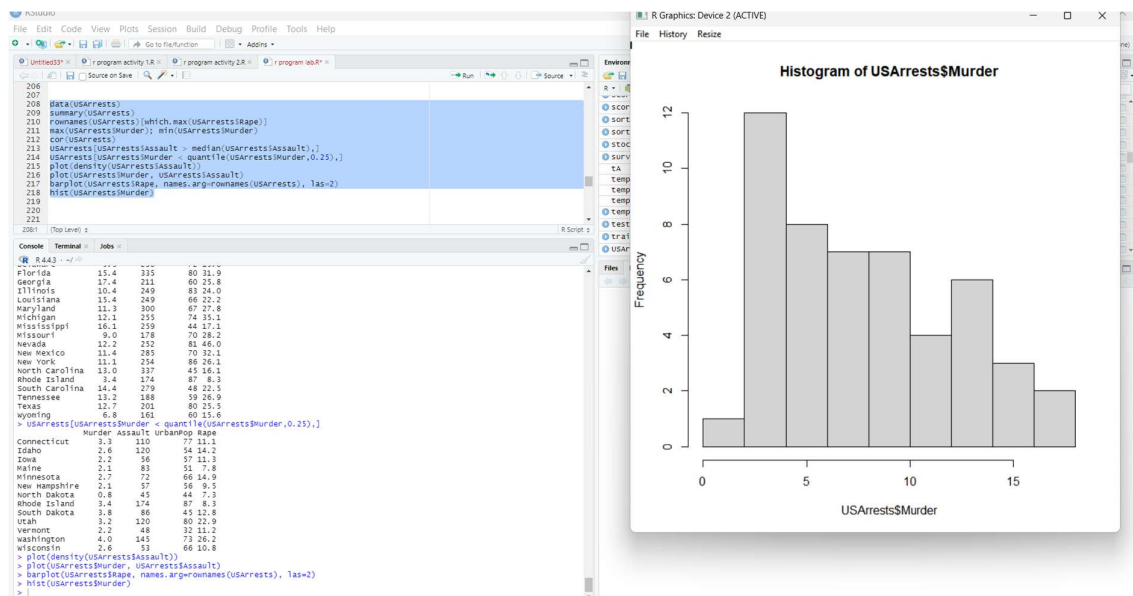 RStudio
File Edit Code View Plots Session Build Debug Profile Tools Help
Go to file/function Addins
Untitled33* r program activity 1.R r program activity 2.R r program lab.R*
Source on Save Run Source
206
207
208 data(USArrests)
209 summary(USArrests)
210 rownames(USArrests)[which.max(USArrests$Rape)]
211 max(USArrests$Murder); min(USArrests$Murder)
212 cor(USArrests)
213 USArrests[USArrests$Assault > median(USArrests$Assault),]
214 USArrests[USArrests$Murder < quantile(USArrests$Murder,0.25),]
215 plot(density(USArrests$Assault))
216 plot(USArrests$Murder, USArrests$Assault)
217 barplot(USArrests$Rape, names.arg=rownames(USArrests), las=2)
218 hist(USArrests$Murder)
219
220
221
208:1 (Top Level) R Script
Console Terminal Jobs
R 4.4.3 · ~/
Florida 15.4 335 80 31.9
Georgia 17.4 211 60 25.8
Illinois 10.4 249 83 24.0
Louisiana 15.4 249 66 22.2
Maryland 11.3 300 67 27.8
Michigan 12.1 255 74 35.1
Mississippi 16.1 259 44 17.1
Missouri 9.0 178 70 28.2
Nevada 12.2 252 81 46.0
New Mexico 11.4 285 70 32.1
New York 11.1 254 86 26.1
North Carolina 13.0 337 45 16.1
Rhode Island 3.4 174 87 8.3
South Carolina 14.4 279 48 22.5
Tennessee 13.2 188 59 26.9
Texas 12.7 201 80 25.5
Wyoming 6.8 161 60 15.6
> USArrests[USArrests$Murder < quantile(USArrests$Murder,0.25),]
Murder Assault UrbanPop Rape
Connecticut 3.3 110 77 11.1
Idaho 2.6 120 54 14.2
Iowa 2.2 56 57 11.3
Maine 2.1 83 51 7.8
Minnesota 2.7 72 66 14.9
New Hampshire 2.1 57 56 9.5
North Dakota 0.8 45 44 7.3
Rhode Island 3.4 174 87 8.3
South Dakota 3.8 86 45 12.8
Utah 3.2 120 80 22.9
Vermont 2.2 48 32 11.2
Washington 4.0 145 73 26.2
Wisconsin 2.6 53 66 10.8
> plot(density(USArrests$Assault))
> plot(USArrests$Murder, USArrests$Assault)
> barplot(USArrests$Rape, names.arg=rownames(USArrests), las=2)
> hist(USArrests$Murder)
>
Environ
R
scor
sort
sort
stoc
surv
tA
temp
temp
temp
temp
test
trai
USAr
Files
R Graphics: Device 2 (ACTIVE)
File History Resize
Histogram of USArrests$Murder
Frequency
12
10
8
6
4
2
0
0 5 10 15
USArrests$Murder